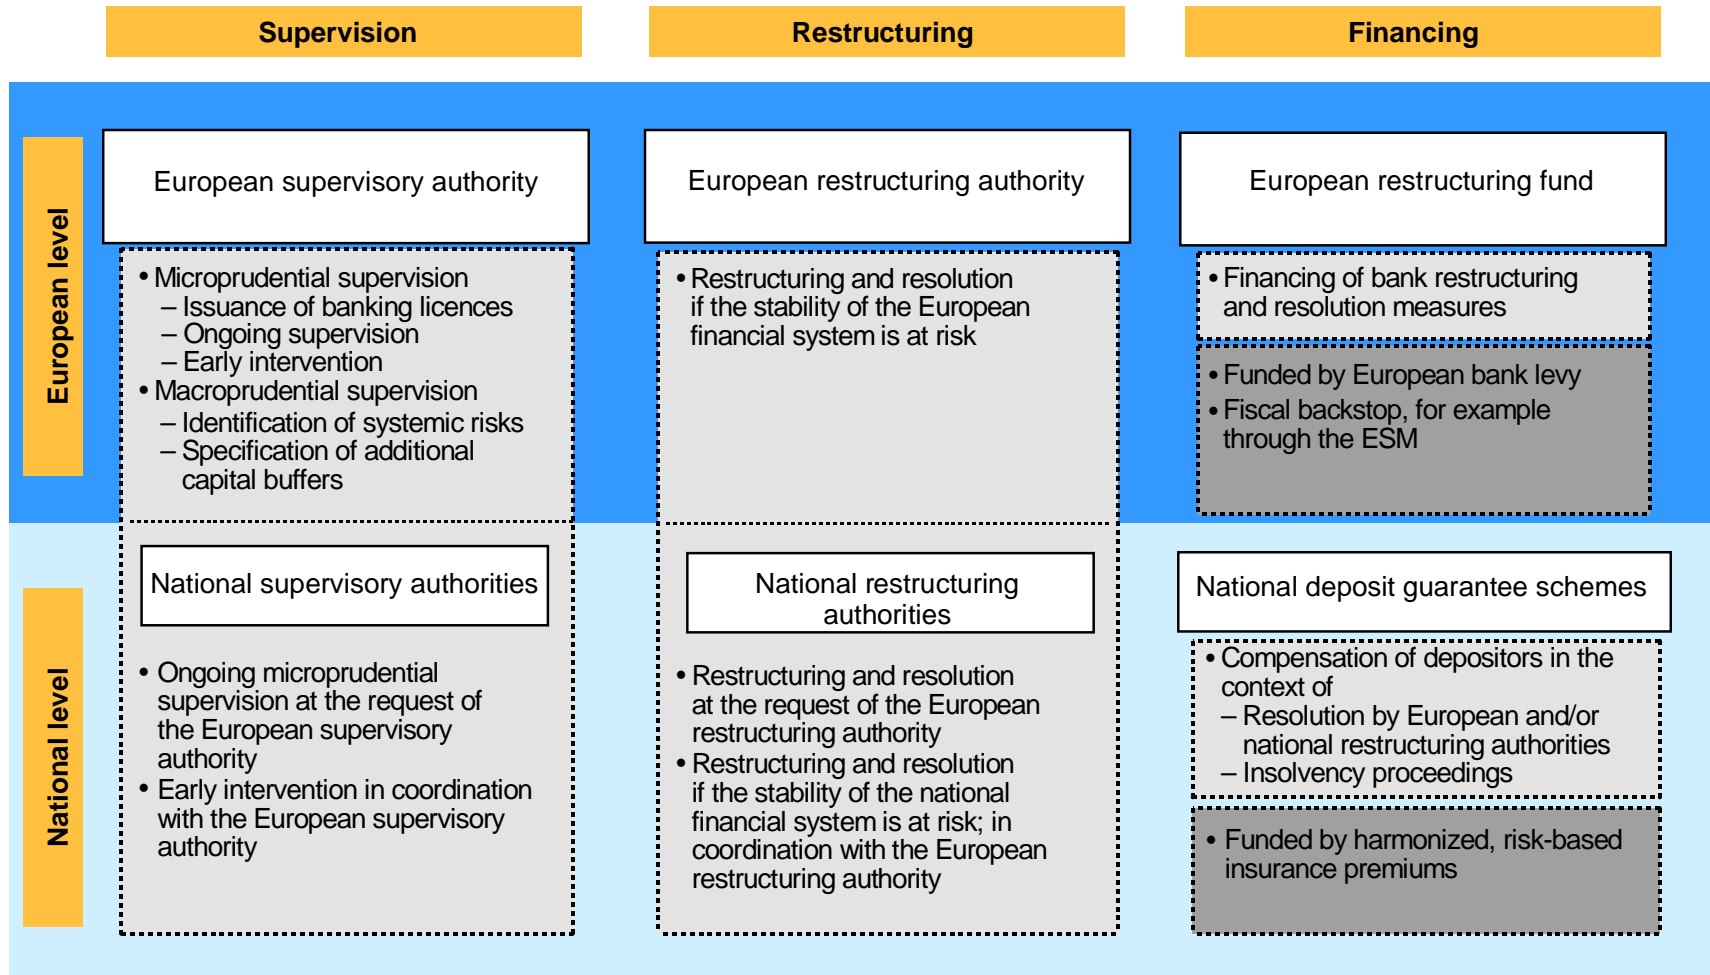 Supervision
Restructuring
Financing
European level
European supervisory authority
• Microprudential supervision
– Issuance of banking licences
– Ongoing supervision
– Early intervention
• Macroprudential supervision
– Identification of systemic risks
– Specification of additional
capital buffers
European restructuring authority
• Restructuring and resolution
if the stability of the European
financial system is at risk
European restructuring fund
• Financing of bank restructuring
and resolution measures
• Funded by European bank levy
• Fiscal backstop, for example
through the ESM
National level
National supervisory authorities
• Ongoing microprudential
supervision at the request of
the European supervisory
authority
• Early intervention in coordination
with the European supervisory
authority
National restructuring
authorities
• Restructuring and resolution
at the request of the European
restructuring authority
• Restructuring and resolution
if the stability of the national
financial system is at risk; in
coordination with the European
restructuring authority
National deposit guarantee schemes
• Compensation of depositors in the
context of
– Resolution by European and/or
national restructuring authorities
– Insolvency proceedings
• Funded by harmonized, risk-based
insurance premiums